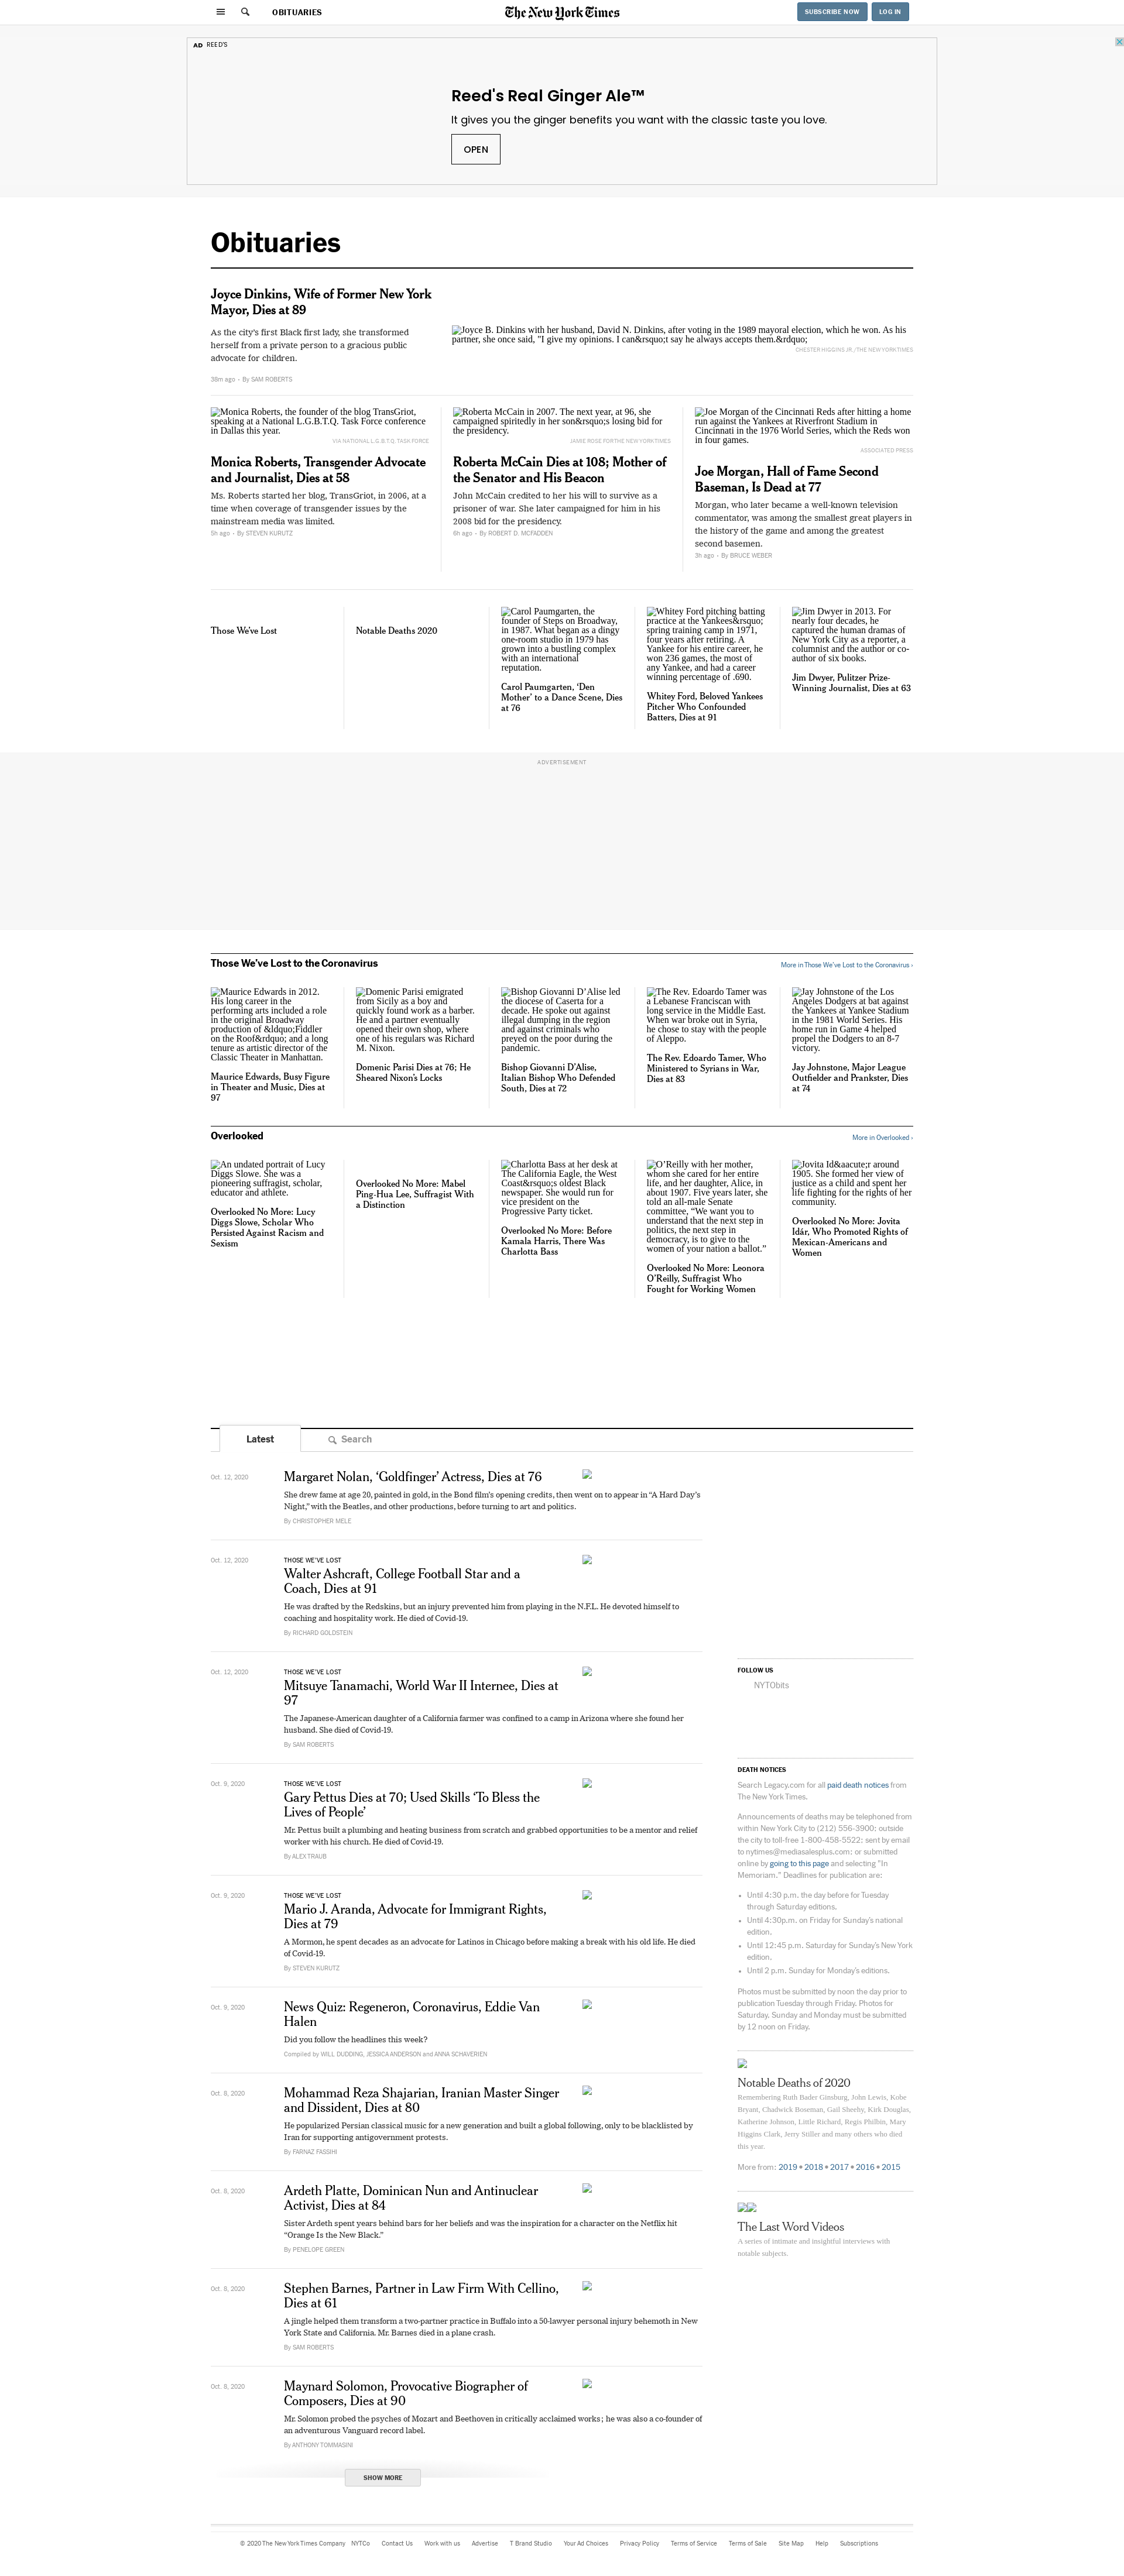 OBITUARIES
The New York Times
SUBSCRIBE NOW
LOG IN
AD REED'S
Reed's Real Ginger Ale™
It gives you the ginger benefits you want with the classic taste you love.
OPEN
Obituaries
Joyce Dinkins, Wife of Former New York
Mayor, Dies at 89
As the city's first Black first lady, she transformed
herself from a private person to a gracious public
advocate for children.
38m ago • By SAM ROBERTS
Joyce B. Dinkins with her husband, David N. Dinkins, after voting in the 1989 mayoral election, which he won. As his
partner, she once said, "I give my opinions. I can&rsquo;t say he always accepts them.&rdquo;
CHESTER HIGGINS JR./THE NEW YORK TIMES
Monica Roberts, the founder of the blog TransGriot,
speaking at a National L.G.B.T.Q. Task Force conference
in Dallas this year.
VIA NATIONAL L.G.B.T.Q. TASK FORCE
Monica Roberts, Transgender Advocate
and Journalist, Dies at 58
Ms. Roberts started her blog, TransGriot, in 2006, at a
time when coverage of transgender issues by the
mainstream media was limited.
5h ago • By STEVEN KURUTZ
Roberta McCain in 2007. The next year, at 96, she
campaigned spiritedly in her son&rsquo;s losing bid for
the presidency.
JAMIE ROSE FOR THE NEW YORK TIMES
Roberta McCain Dies at 108; Mother of
the Senator and His Beacon
John McCain credited to her his will to survive as a
prisoner of war. She later campaigned for him in his
2008 bid for the presidency.
6h ago • By ROBERT D. MCFADDEN
Joe Morgan of the Cincinnati Reds after hitting a home
run against the Yankees at Riverfront Stadium in
Cincinnati in the 1976 World Series, which the Reds won
in four games.
ASSOCIATED PRESS
Joe Morgan, Hall of Fame Second
Baseman, Is Dead at 77
Morgan, who later became a well-known television
commentator, was among the smallest great players in
the history of the game and among the greatest
second basemen.
3h ago • By BRUCE WEBER
Those We've Lost
Notable Deaths 2020
Carol Paumgarten, the
founder of Steps on Broadway,
in 1987. What began as a dingy
one-room studio in 1979 has
grown into a bustling complex
with an international
reputation.
Carol Paumgarten, ‘Den
Mother’ to a Dance Scene, Dies
at 76
Whitey Ford pitching batting
practice at the Yankees&rsquo;
spring training camp in 1971,
four years after retiring. A
Yankee for his entire career, he
won 236 games, the most of
any Yankee, and had a career
winning percentage of .690.
Whitey Ford, Beloved Yankees
Pitcher Who Confounded
Batters, Dies at 91
Jim Dwyer in 2013. For
nearly four decades, he
captured the human dramas of
New York City as a reporter, a
columnist and the author or co-
author of six books.
Jim Dwyer, Pulitzer Prize-
Winning Journalist, Dies at 63
ADVERTISEMENT
Those We've Lost to the Coronavirus
More in Those We've Lost to the Coronavirus ›
Maurice Edwards in 2012.
His long career in the
performing arts included a role
in the original Broadway
production of &ldquo;Fiddler
on the Roof&rdquo; and a long
tenure as artistic director of the
Classic Theater in Manhattan.
Maurice Edwards, Busy Figure
in Theater and Music, Dies at
97
Domenic Parisi emigrated
from Sicily as a boy and
quickly found work as a barber.
He and a partner eventually
opened their own shop, where
one of his regulars was Richard
M. Nixon.
Domenic Parisi Dies at 76; He
Sheared Nixon's Locks
Bishop Giovanni D’Alise led
the diocese of Caserta for a
decade. He spoke out against
illegal dumping in the region
and against criminals who
preyed on the poor during the
pandemic.
Bishop Giovanni D'Alise,
Italian Bishop Who Defended
South, Dies at 72
The Rev. Edoardo Tamer was
a Lebanese Franciscan with
long service in the Middle East.
When war broke out in Syria,
he chose to stay with the people
of Aleppo.
The Rev. Edoardo Tamer, Who
Ministered to Syrians in War,
Dies at 83
Jay Johnstone of the Los
Angeles Dodgers at bat against
the Yankees at Yankee Stadium
in the 1981 World Series. His
home run in Game 4 helped
propel the Dodgers to an 8-7
victory.
Jay Johnstone, Major League
Outfielder and Prankster, Dies
at 74
Overlooked
More in Overlooked ›
An undated portrait of Lucy
Diggs Slowe. She was a
pioneering suffragist, scholar,
educator and athlete.
Overlooked No More: Lucy
Diggs Slowe, Scholar Who
Persisted Against Racism and
Sexism
Overlooked No More: Mabel
Ping-Hua Lee, Suffragist With
a Distinction
Charlotta Bass at her desk at
The California Eagle, the West
Coast&rsquo;s oldest Black
newspaper. She would run for
vice president on the
Progressive Party ticket.
Overlooked No More: Before
Kamala Harris, There Was
Charlotta Bass
O’Reilly with her mother,
whom she cared for her entire
life, and her daughter, Alice, in
about 1907. Five years later, she
told an all-male Senate
committee, “We want you to
understand that the next step in
politics, the next step in
democracy, is to give to the
women of your nation a ballot.”
Overlooked No More: Leonora
O'Reilly, Suffragist Who
Fought for Working Women
Jovita Id&aacute;r around
1905. She formed her view of
justice as a child and spent her
life fighting for the rights of her
community.
Overlooked No More: Jovita
Idár, Who Promoted Rights of
Mexican-Americans and
Women
Latest
Search
Oct. 12, 2020
Margaret Nolan, ‘Goldfinger’ Actress, Dies at 76
She drew fame at age 20, painted in gold, in the Bond film's opening credits, then went on to appear in “A Hard Day's
Night,” with the Beatles, and other productions, before turning to art and politics.
By CHRISTOPHER MELE
Oct. 12, 2020
THOSE WE'VE LOST
Walter Ashcraft, College Football Star and a
Coach, Dies at 91
He was drafted by the Redskins, but an injury prevented him from playing in the N.F.L. He devoted himself to
coaching and hospitality work. He died of Covid-19.
By RICHARD GOLDSTEIN
Oct. 12, 2020
THOSE WE'VE LOST
Mitsuye Tanamachi, World War II Internee, Dies at
97
The Japanese-American daughter of a California farmer was confined to a camp in Arizona where she found her
husband. She died of Covid-19.
By SAM ROBERTS
Oct. 9, 2020
THOSE WE'VE LOST
Gary Pettus Dies at 70; Used Skills ‘To Bless the
Lives of People’
Mr. Pettus built a plumbing and heating business from scratch and grabbed opportunities to be a mentor and relief
worker with his church. He died of Covid-19.
By ALEX TRAUB
Oct. 9, 2020
THOSE WE'VE LOST
Mario J. Aranda, Advocate for Immigrant Rights,
Dies at 79
A Mormon, he spent decades as an advocate for Latinos in Chicago before making a break with his old life. He died
of Covid-19.
By STEVEN KURUTZ
Oct. 9, 2020
News Quiz: Regeneron, Coronavirus, Eddie Van
Halen
Did you follow the headlines this week?
Compiled by WILL DUDDING, JESSICA ANDERSON and ANNA SCHAVERIEN
Oct. 8, 2020
Mohammad Reza Shajarian, Iranian Master Singer
and Dissident, Dies at 80
He popularized Persian classical music for a new generation and built a global following, only to be blacklisted by
Iran for supporting antigovernment protests.
By FARNAZ FASSIHI
Oct. 8, 2020
Ardeth Platte, Dominican Nun and Antinuclear
Activist, Dies at 84
Sister Ardeth spent years behind bars for her beliefs and was the inspiration for a character on the Netflix hit
“Orange Is the New Black.”
By PENELOPE GREEN
Oct. 8, 2020
Stephen Barnes, Partner in Law Firm With Cellino,
Dies at 61
A jingle helped them transform a two-partner practice in Buffalo into a 50-lawyer personal injury behemoth in New
York State and California. Mr. Barnes died in a plane crash.
By SAM ROBERTS
Oct. 8, 2020
Maynard Solomon, Provocative Biographer of
Composers, Dies at 90
Mr. Solomon probed the psyches of Mozart and Beethoven in critically acclaimed works; he was also a co-founder of
an adventurous Vanguard record label.
By ANTHONY TOMMASINI
SHOW MORE
FOLLOW US
NYTObits
DEATH NOTICES
Search Legacy.com for all paid death notices from
The New York Times.
Announcements of deaths may be telephoned from
within New York City to (212) 556-3900; outside
the city to toll-free 1-800-458-5522; sent by email
to nytimes@mediasalesplus.com; or submitted
online by going to this page and selecting "In
Memoriam." Deadlines for publication are:
• Until 4:30 p.m. the day before for Tuesday
through Saturday editions.
• Until 4:30p.m. on Friday for Sunday's national
edition.
• Until 12:45 p.m. Saturday for Sunday's New York
edition.
• Until 2 p.m. Sunday for Monday's editions.
Photos must be submitted by noon the day prior to
publication Tuesday through Friday. Photos for
Saturday, Sunday and Monday must be submitted
by 12 noon on Friday.
Notable Deaths of 2020
Remembering Ruth Bader Ginsburg, John Lewis, Kobe
Bryant, Chadwick Boseman, Gail Sheehy, Kirk Douglas,
Katherine Johnson, Little Richard, Regis Philbin, Mary
Higgins Clark, Jerry Stiller and many others who died
this year.
More from: 2019 • 2018 • 2017 • 2016 • 2015
The Last Word Videos
A series of intimate and insightful interviews with
notable subjects.
© 2020 The New York Times Company NYTCo Contact Us Work with us Advertise T Brand Studio Your Ad Choices Privacy Policy Terms of Service Terms of Sale Site Map Help Subscriptions